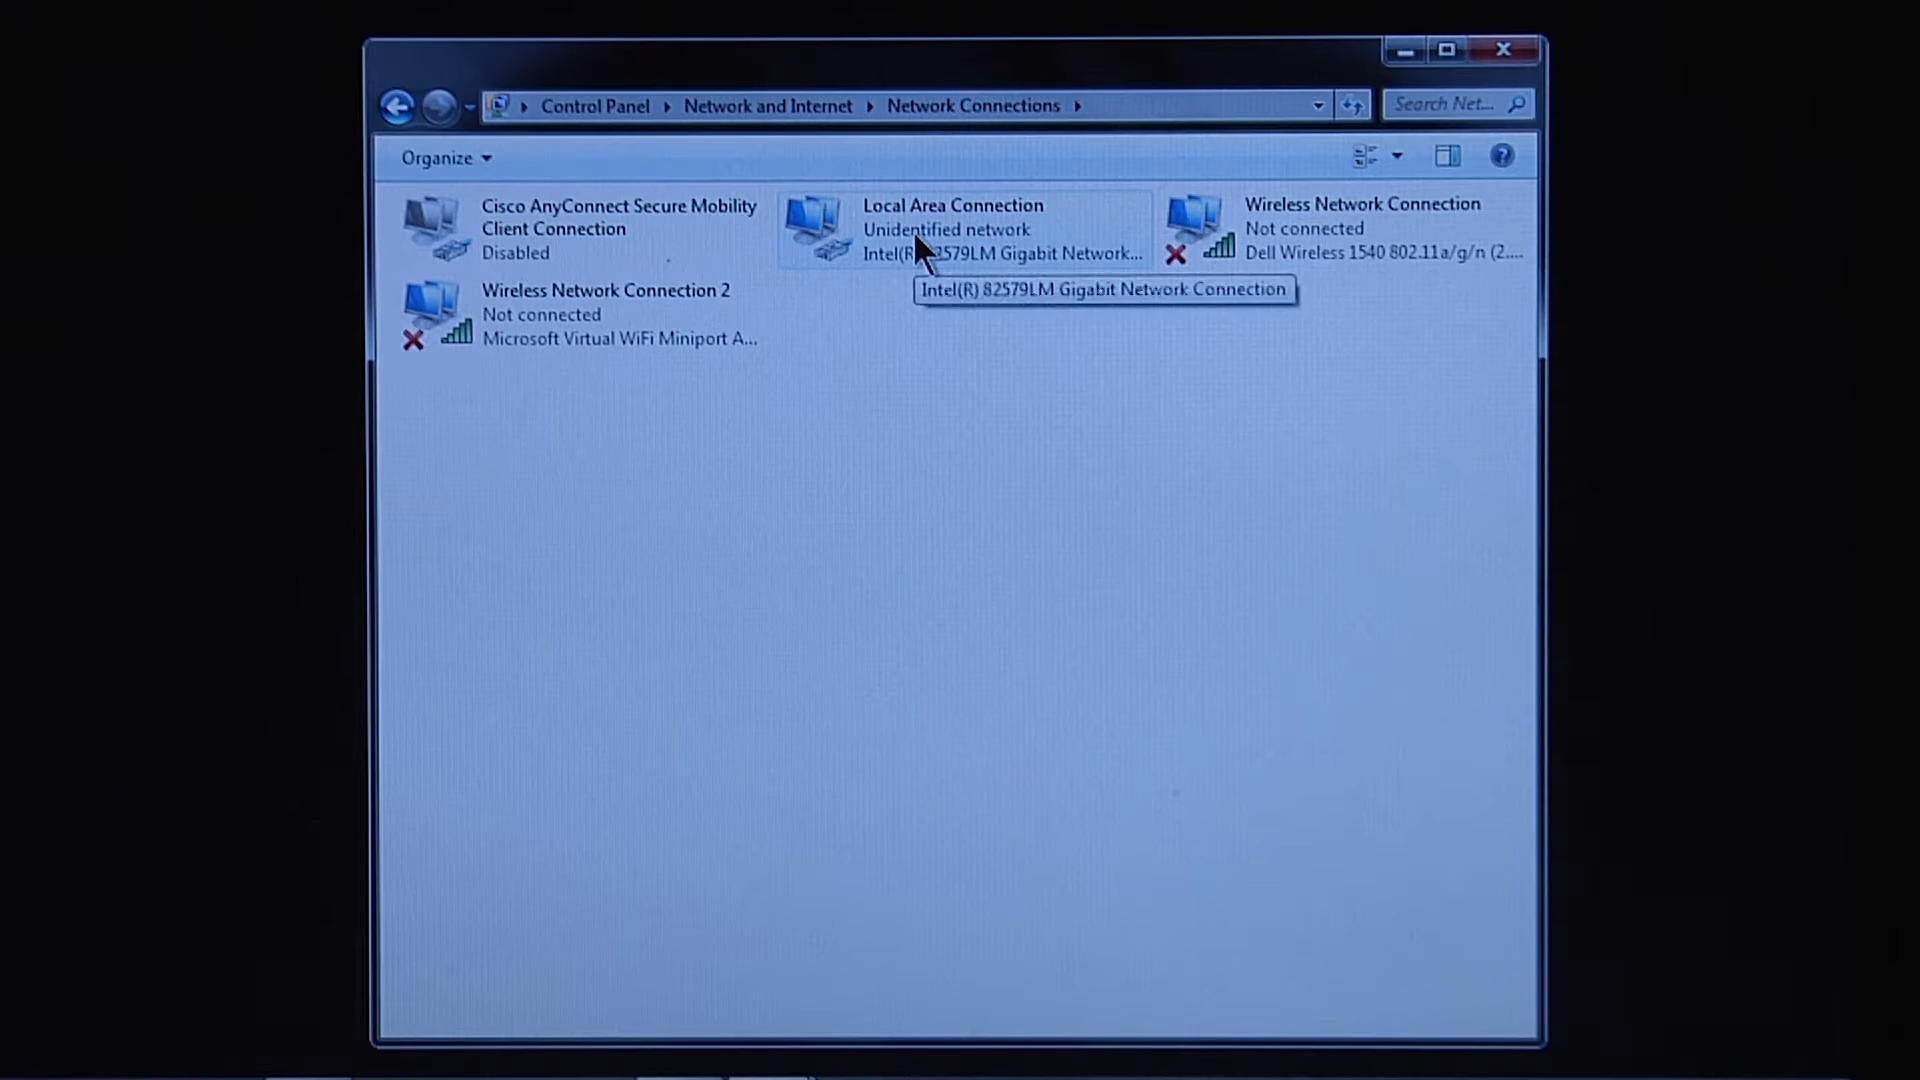 Control Panel Network and Internet Network Connections
Search Net...
Organize
Cisco AnyConnect Secure Mobility
Client Connection
Disabled
Local Area Connection
Unidentified network
Intel(R) 82579LM Gigabit Network...
Wireless Network Connection
Not connected
Dell Wireless 1540 802.11a/g/n (2....
Wireless Network Connection 2
Not connected
Microsoft Virtual WiFi Miniport A...
Intel(R) 82579LM Gigabit Network Connection